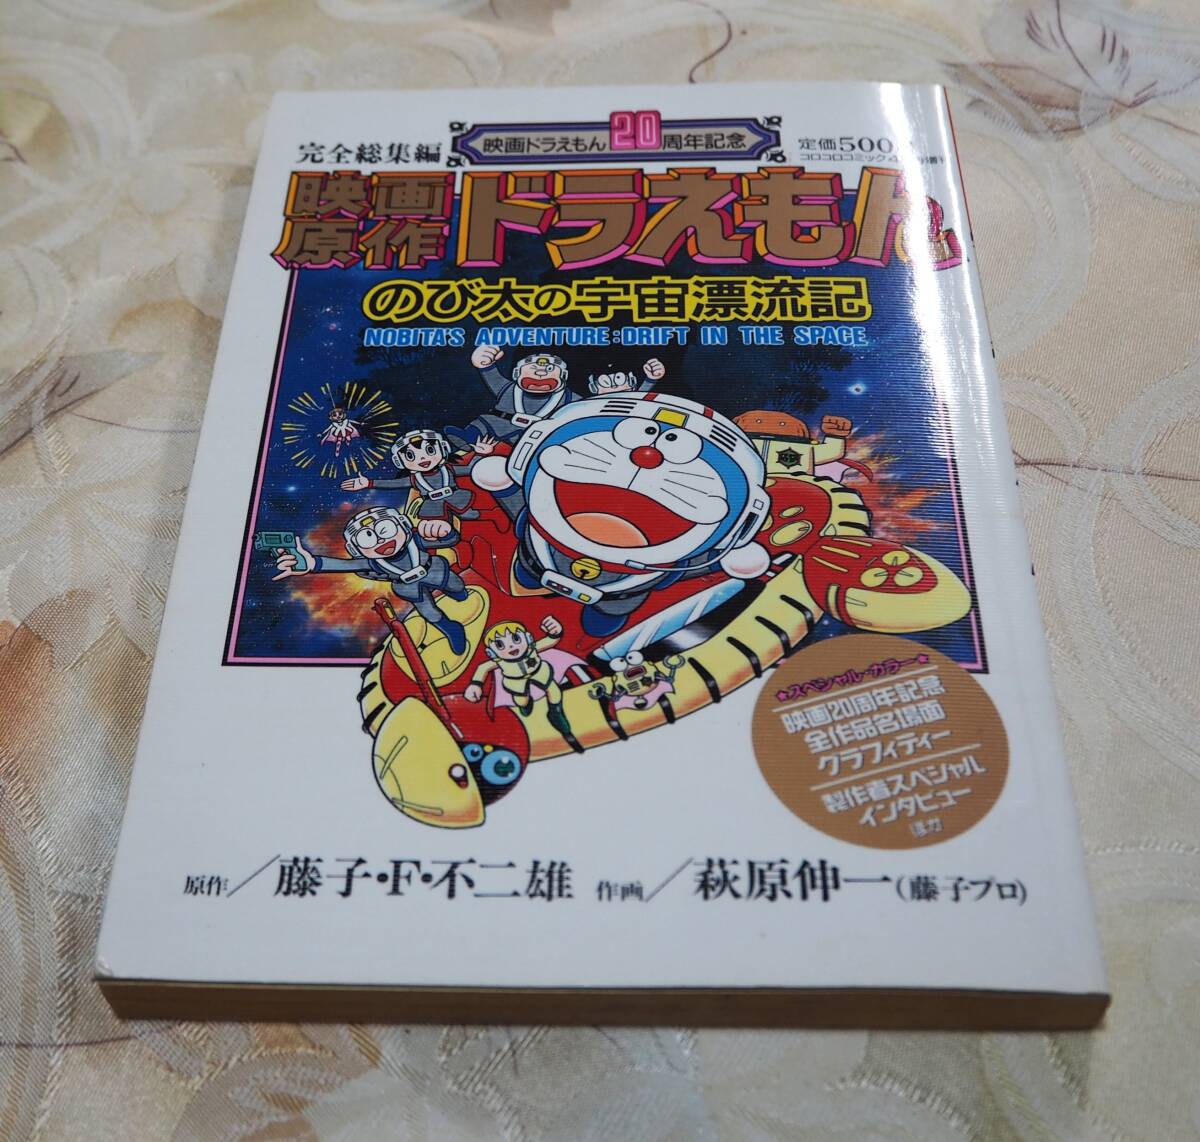 完全総集編
映画ドラえもん20周年記念
定価500
コロコロコミック4
増刊
映画
原作
ドラえもん
のび太の宇宙漂流記
NOBITA'S ADVENTURE:DRIFT IN THE SPACE
★スペシャル・カラー★
映画20周年記念
全作品名場面
グラフィティー
製作者スペシャル
インタビュー
ほか
原作／藤子・F・不二雄 作画／萩原伸一(藤子プロ)